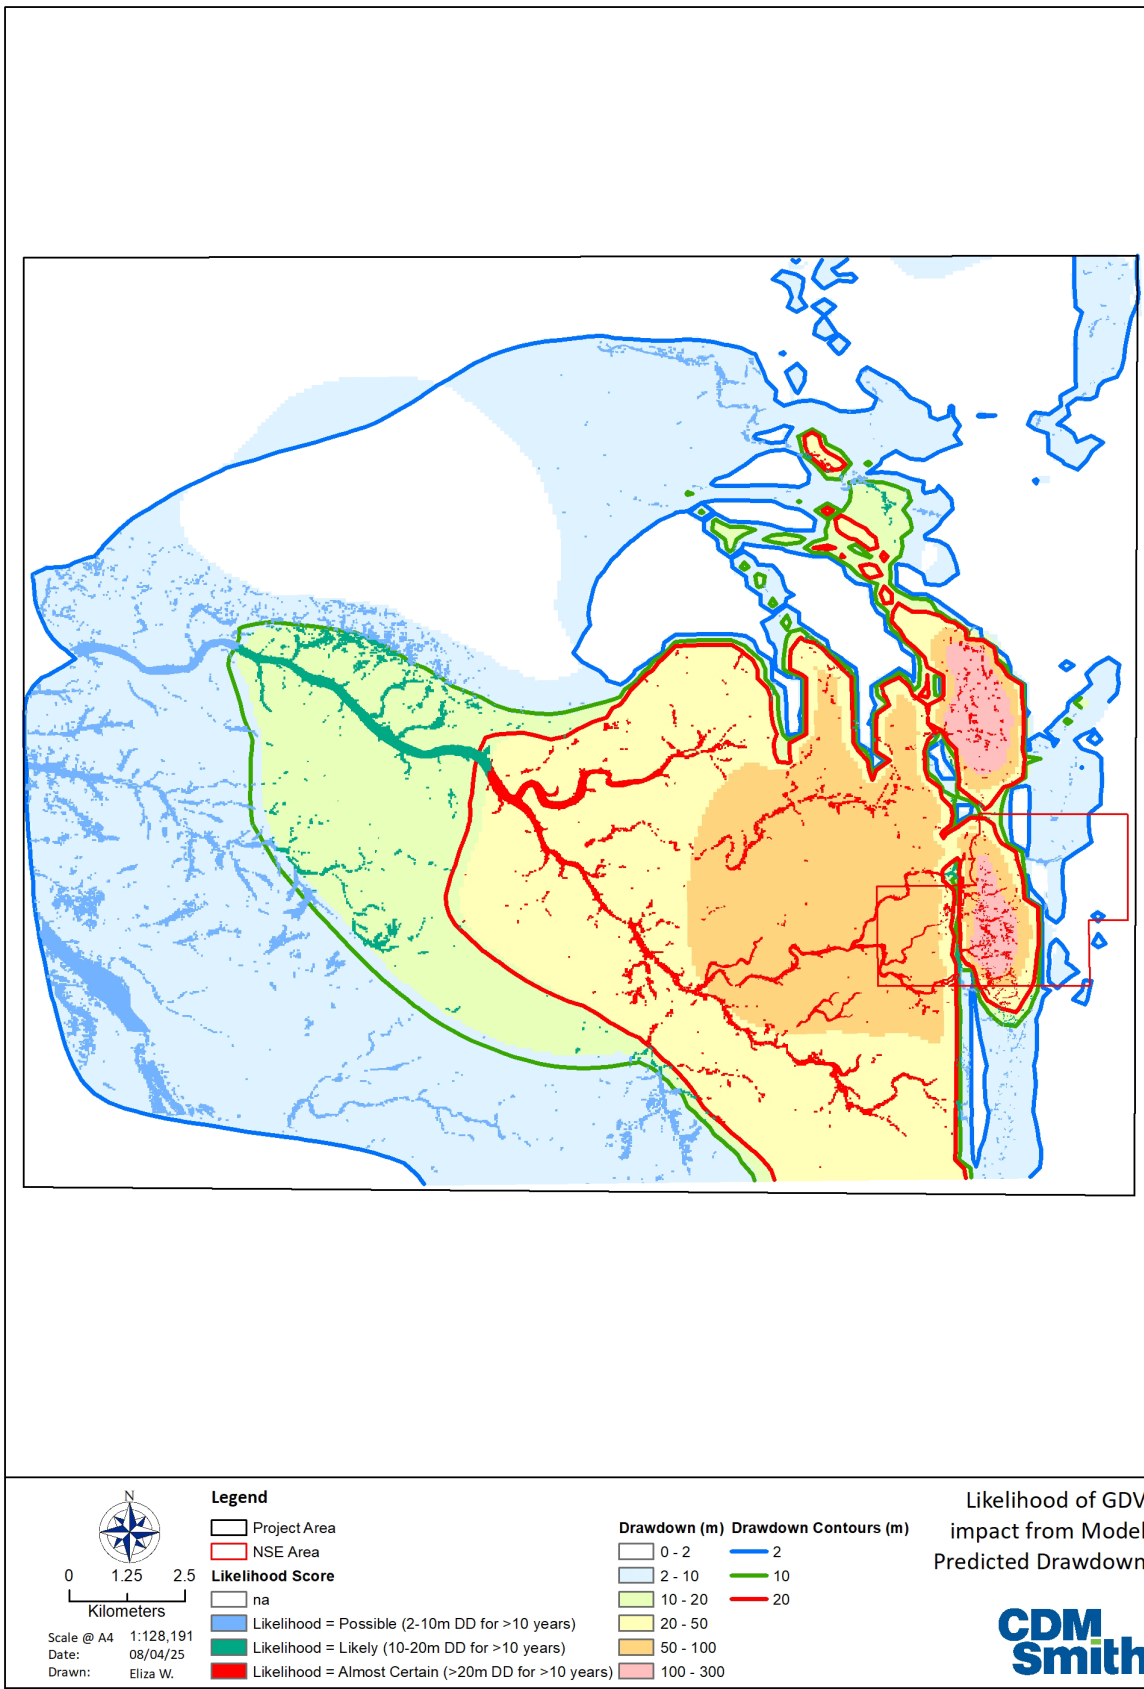 Likelihood of GDV
impact from Model
Predicted Drawdown
N
0 1.25 2.5
Kilometers
Scale @ A4 1:128,191
Date: 08/04/25
Drawn: Eliza W.
Legend
Project Area
NSE Area
Likelihood Score
na
Likelihood = Possible (2-10m DD for >10 years)
Likelihood = Likely (10-20m DD for >10 years)
Likelihood = Almost Certain (>20m DD for >10 years)
Drawdown (m)
0 - 2
2 - 10
10 - 20
20 - 50
50 - 100
100 - 300
Drawdown Contours (m)
2
10
20
CDM
Smith